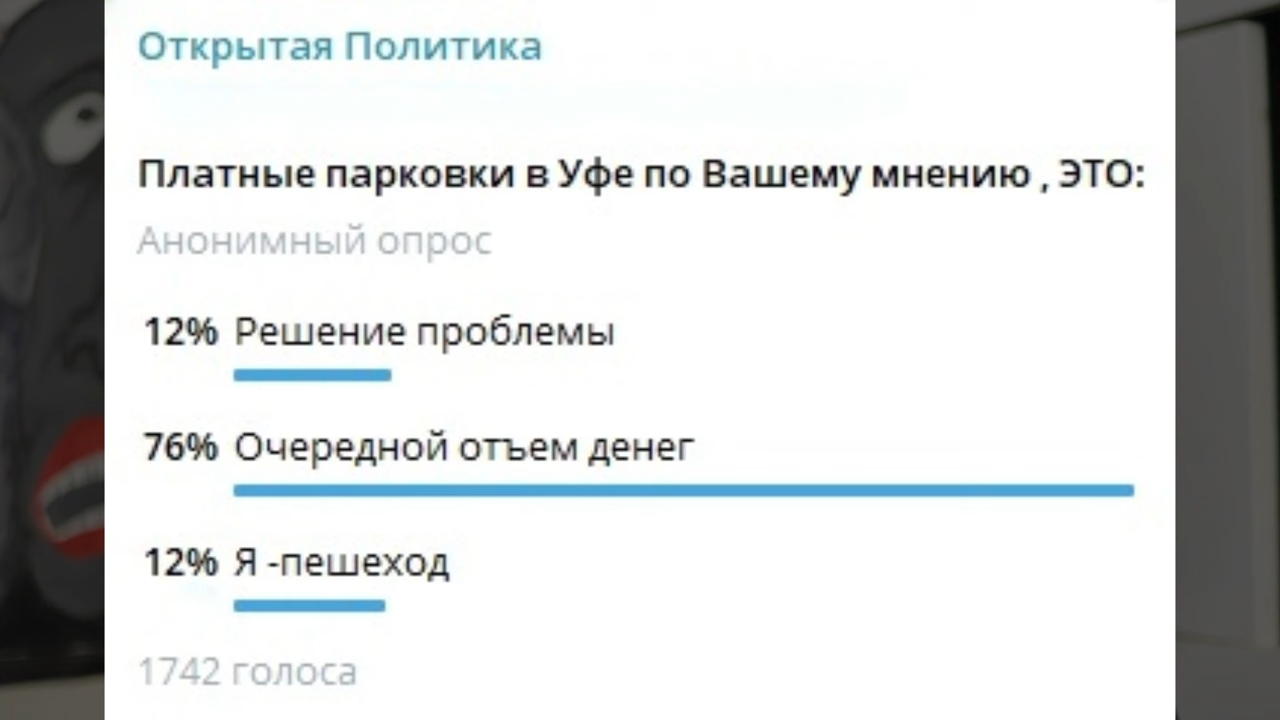 Открытая Политика
Платные парковки в Уфе по Вашему мнению , ЭТО:
Анонимный опрос
12% Решение проблемы
76% Очередной отъем денег
12% Я -пешеход
1742 голоса